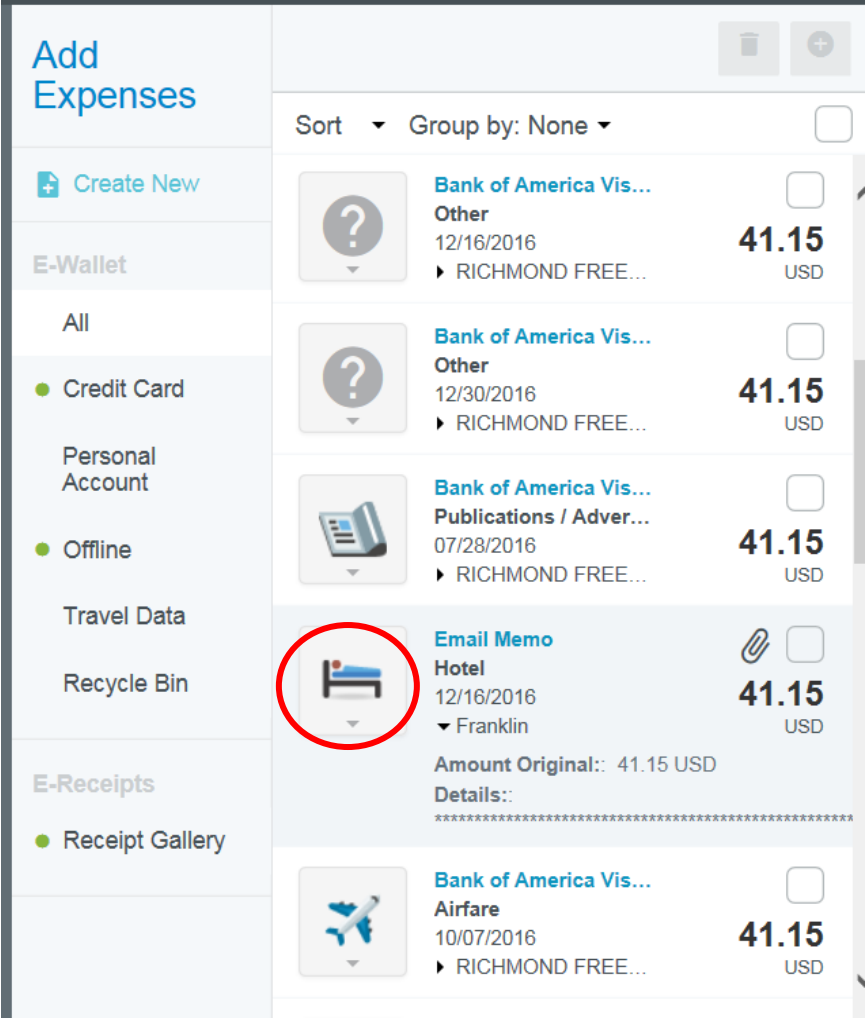 Add
Expenses
Create New
E-Wallet
All
Credit Card
Personal
Account
Offline
Travel Data
Recycle Bin
E-Receipts
Receipt Gallery
Sort Group by: None
Bank of America Vis...
Other
12/16/2016
RICHMOND FREE...
41.15
USD
Bank of America Vis...
Other
12/30/2016
RICHMOND FREE...
41.15
USD
Bank of America Vis...
Publications / Adver...
07/28/2016
RICHMOND FREE...
41.15
USD
Email Memo
Hotel
12/16/2016
Franklin
41.15
USD
Amount Original:: 41.15 USD
Details::
******************************************************
Bank of America Vis...
Airfare
10/07/2016
RICHMOND FREE...
41.15
USD